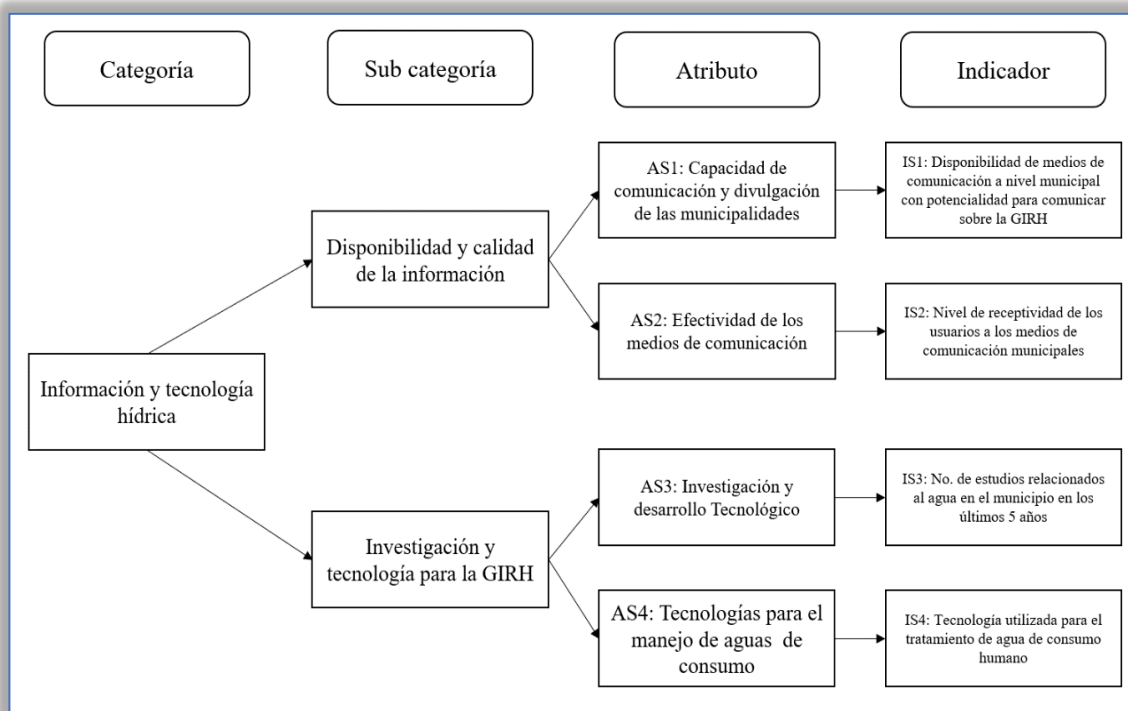 Categoría
Sub categoría
Atributo
Indicador
Información y tecnología
hídrica
Disponibilidad y calidad
de la información
Investigación y
tecnología para la GIRH
AS1: Capacidad de
comunicación y divulgación
de las municipalidades
AS2: Efectividad de los
medios de comunicación
AS3: Investigación y
desarrollo Tecnológico
AS4: Tecnologías para el
manejo de aguas  de
consumo
IS1: Disponibilidad de medios de
comunicación a nivel municipal
con potencialidad para comunicar
sobre la GIRH
IS2: Nivel de receptividad de los
usuarios a los medios de
comunicación municipales
IS3: No. de estudios relacionados
al agua en el municipio en los
últimos 5 años
IS4: Tecnología utilizada para el
tratamiento de agua de consumo
humano